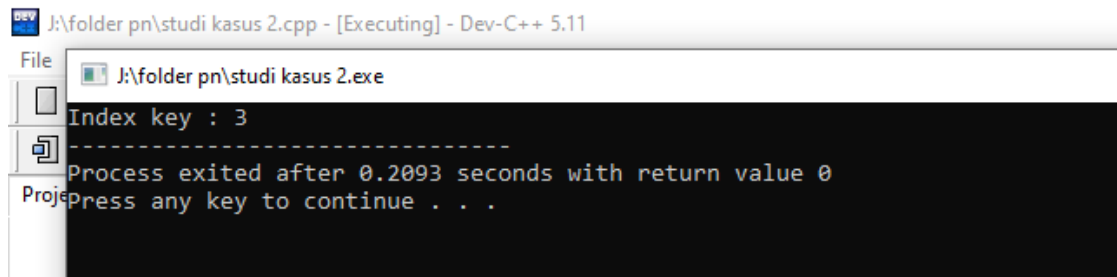 DEV
J:\folder pn\studi kasus 2.cpp - [Executing] - Dev-C++ 5.11
File
J:\folder pn\studi kasus 2.exe
Index key : 3
--------------------------------
Process exited after 0.2093 seconds with return value 0
Proje
Press any key to continue . . .